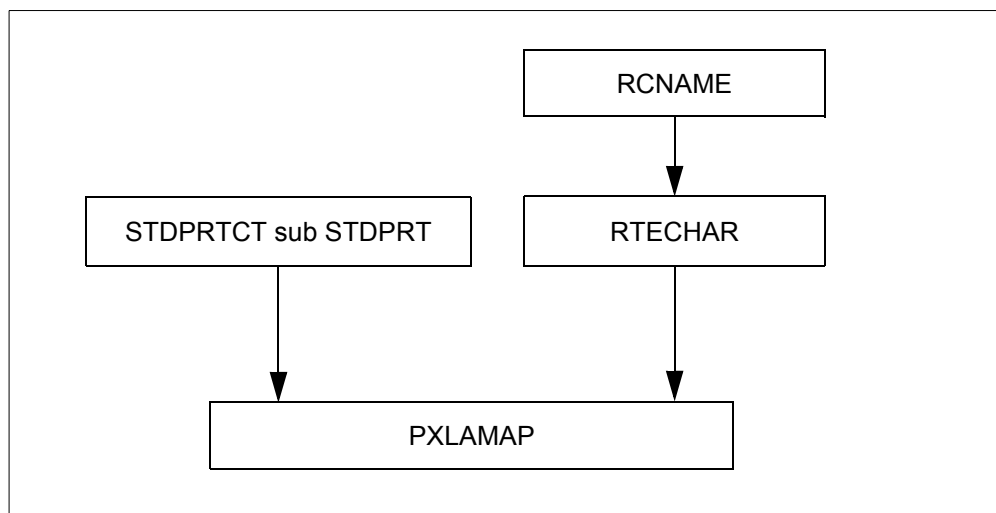 RCNAME
STDPRTCT sub STDPRT
RTECHAR
PXLAMAP